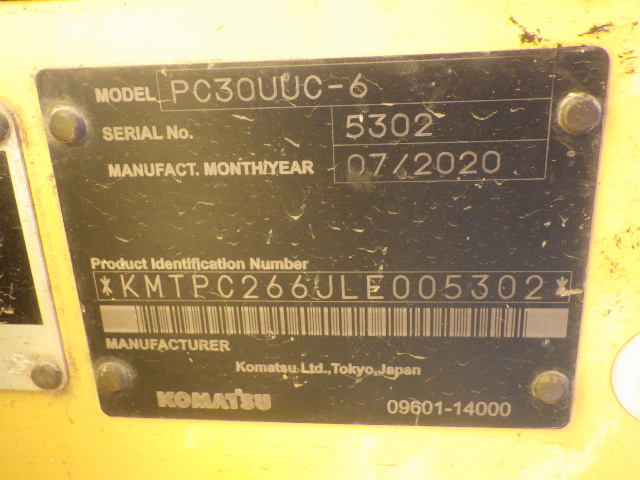 MODEL PC30UUC-6
SERIAL No. 5302
MANUFACT. MONTH/YEAR 07/2020
Product Identification Number
*KMTPC266JLE005302*
MANUFACTURER
Komatsu Ltd.,Tokyo,Japan
KOMATSU 09601-14000